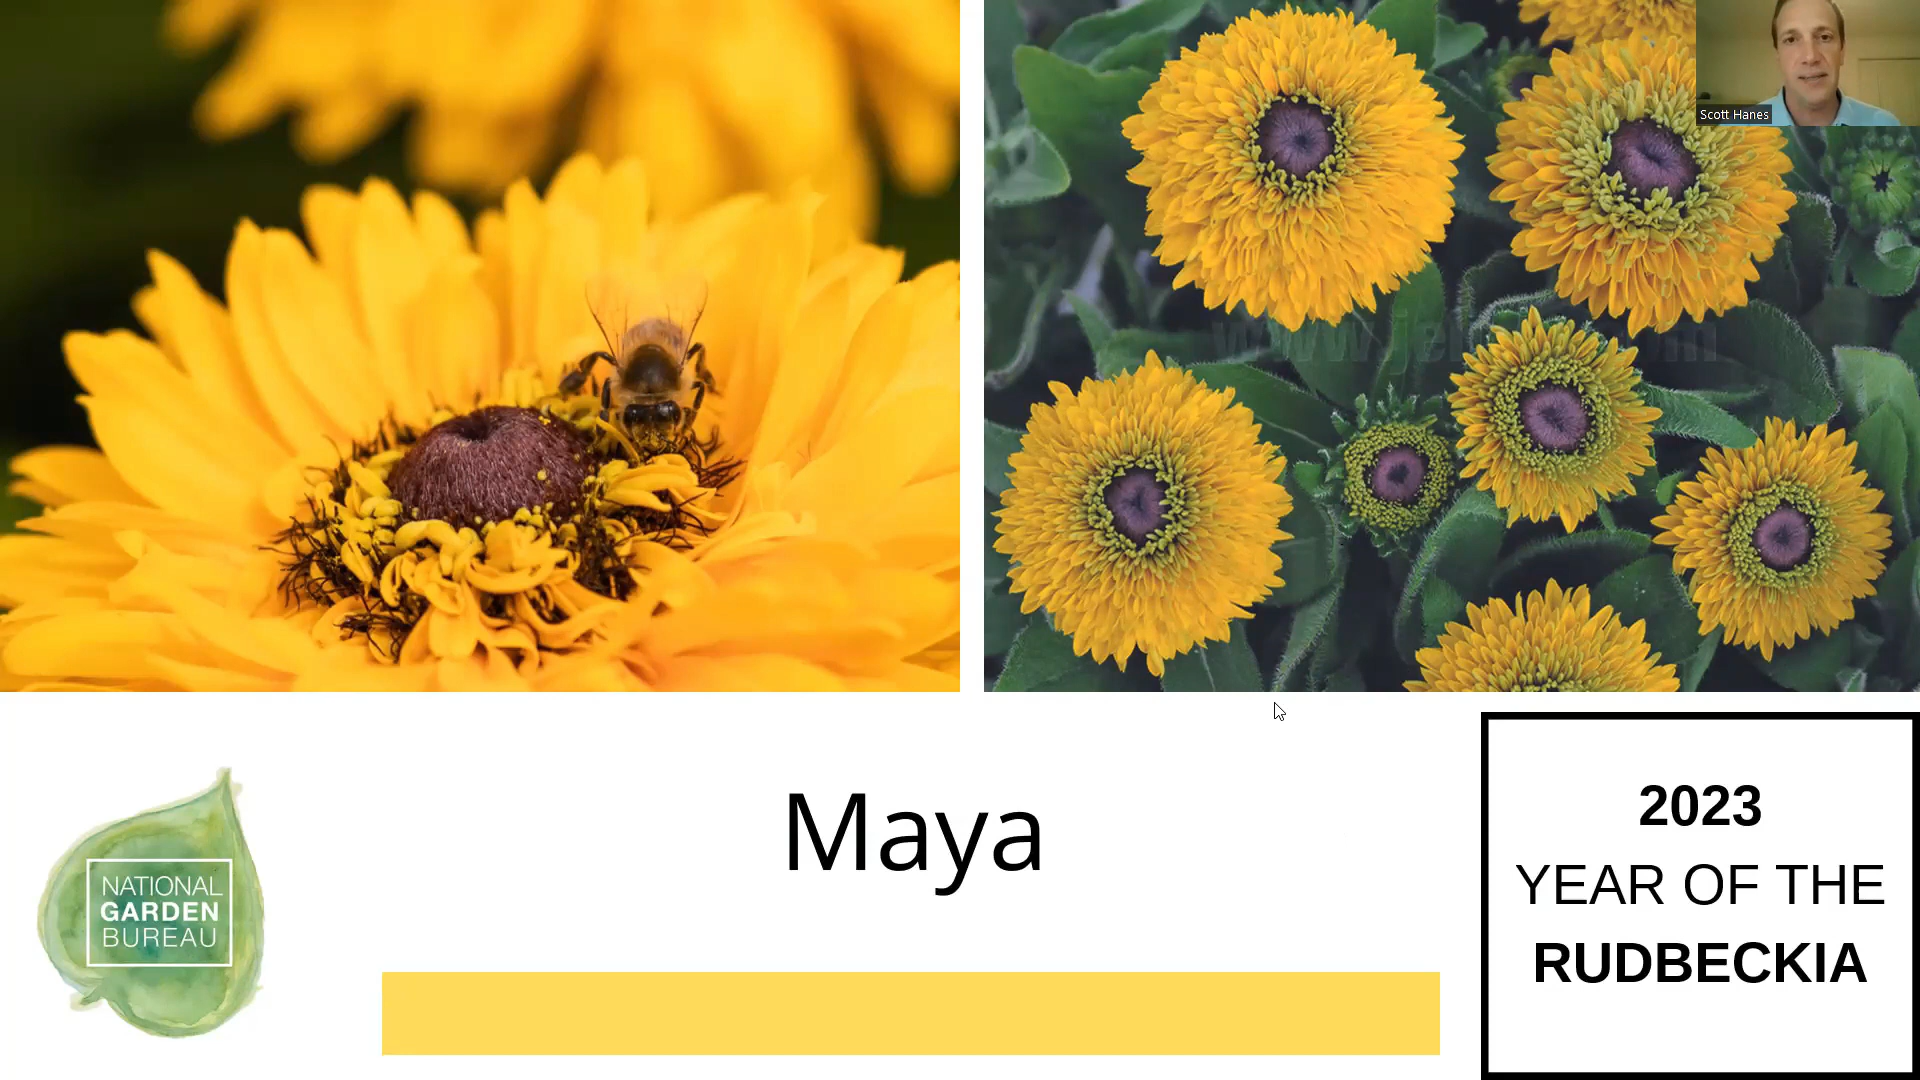 Scott Hanes
Maya
NATIONAL
GARDEN
BUREAU
2023
YEAR OF THE
RUDBECKIA